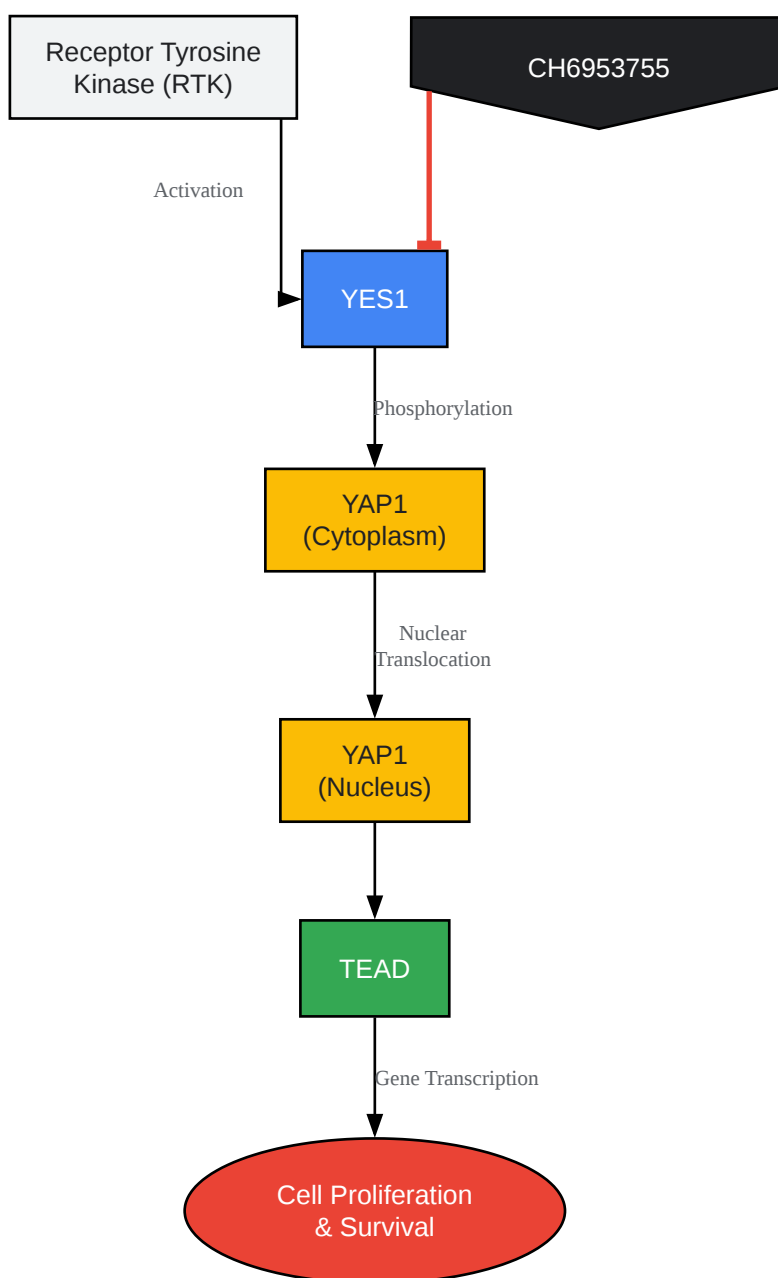 Receptor Tyrosine
Kinase (RTK)
CH6953755
Activation
YES1
Phosphorylation
YAP1
(Cytoplasm)
Nuclear
Translocation
YAP1
(Nucleus)
TEAD
Gene Transcription
Cell Proliferation
& Survival